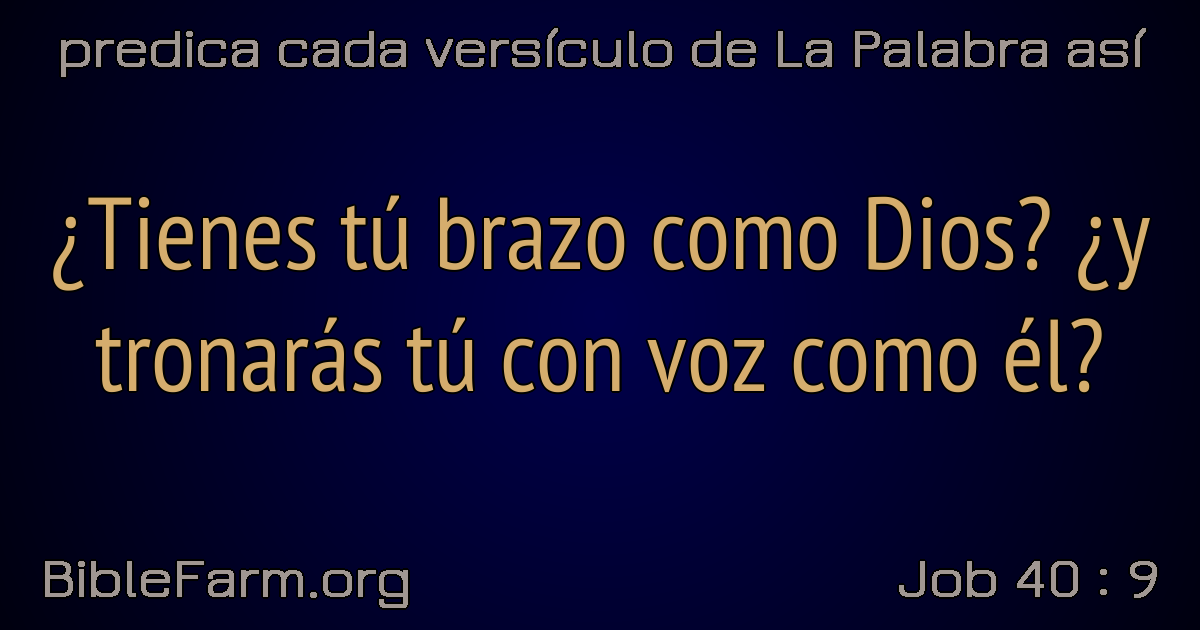 predica cada versículo de La Palabra así
¿Tienes tú brazo como Dios? ¿y
tronarás tú con voz como él?
BibleFarm.org
Job 40 : 9